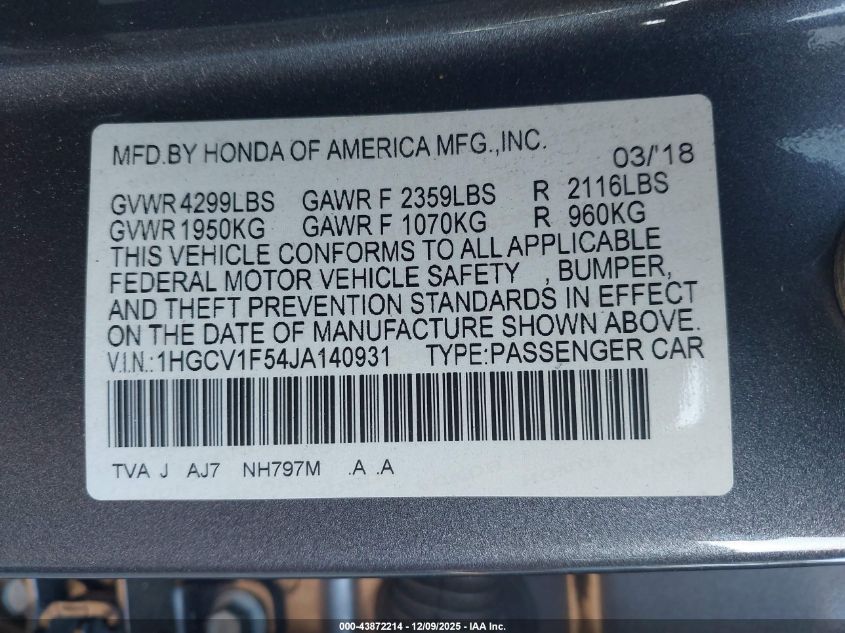 MFD.BY HONDA OF AMERICA MFG.,INC. 03/'18
GVWR 4299LBS GAWR F 2359LBS R 2116LBS
GVWR 1950KG GAWR F 1070KG R 960KG
THIS VEHICLE CONFORMS TO ALL APPLICABLE
FEDERAL MOTOR VEHICLE SAFETY , BUMPER,
AND THEFT PREVENTION STANDARDS IN EFFECT
ON THE DATE OF MANUFACTURE SHOWN ABOVE.
V.I.N.: 1HGCV1F54JA140931 TYPE:PASSENGER CAR
TVA J AJ7 NH797M .A .A
000-43872214 - 12/09/2025 - IAA Inc.